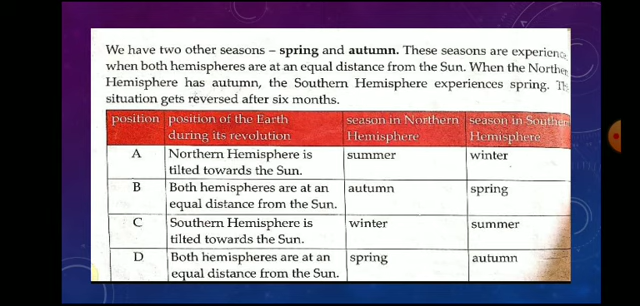 We have two other seasons – spring and autumn. These seasons are
when both hemispheres are at an equal distance from the Sun. When the
Hemisphere has autumn, the Southern Hemisphere experiences spring.
situation gets reversed after six months.
position position of the Earth during its revolution season in Northern Hemisphere season in Hemisphere
A Northern Hemisphere is tilted towards the Sun. summer winter
B Both hemispheres are at an equal distance from the Sun. autumn spring
C Southern Hemisphere is tilted towards the Sun. winter summer
D Both hemispheres are at an equal distance from the Sun. spring autumn